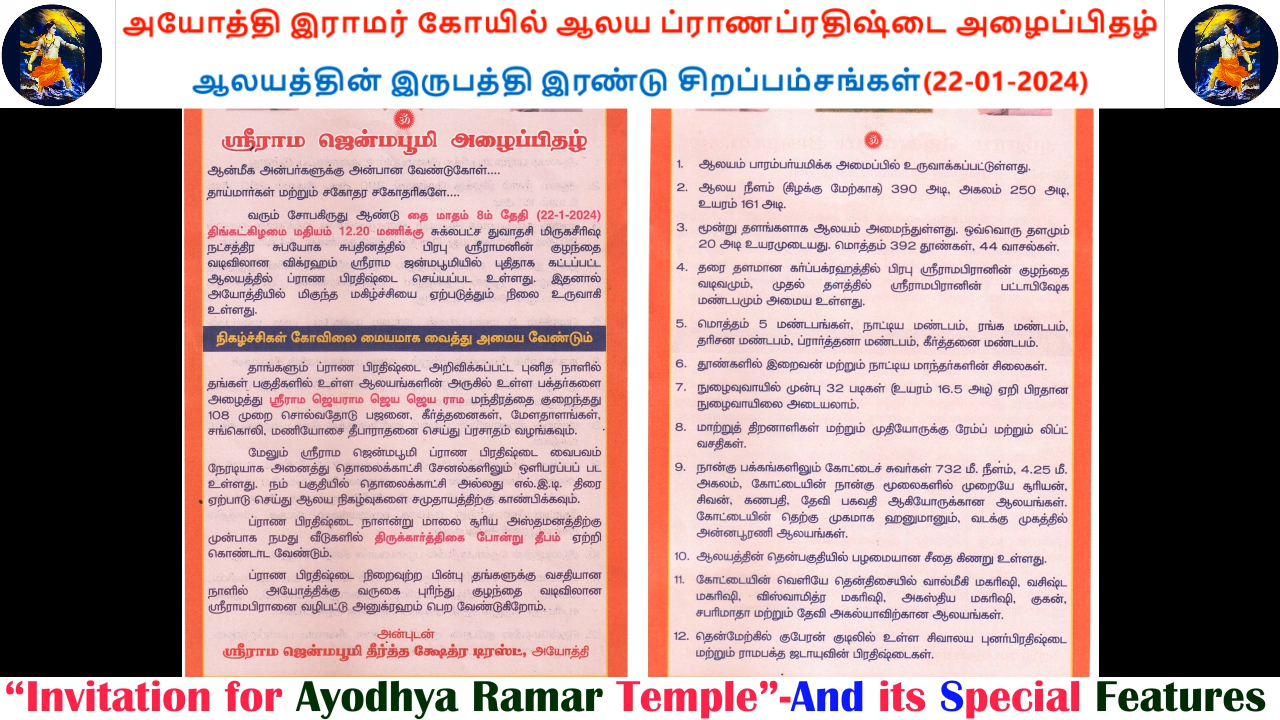 அயோத்தி இராமர் கோயில் ஆலய ப்ராணப்ரதிஷ்டை அழைப்பிதழ்
ஆலயத்தின் இருபத்தி இரண்டு சிறப்பம்சங்கள்(22-01-2024)
ஸ்ரீராம ஜென்மபூமி அழைப்பிதழ்
ஆன்மீக அன்பர்களுக்கு அன்பான வேண்டுகோள்....
தாய்மார்கள் மற்றும் சகோதர சகோதரிகளே....
வரும் சோபகிருது ஆண்டு தை மாதம் 8ம் தேதி (22-1-2024)
திங்கட்கிழமை மதியம் 12.20 மணிக்கு சுக்லபட்ச துவாதசி மிருகசீரிஷ
நட்சத்திர சுபயோக சுபதினத்தில் பிரபு ஸ்ரீராமனின் குழந்தை
வடிவிலான விக்ரஹம் ஸ்ரீராம ஜன்மபூமியில் புதிதாக கட்டப்பட்ட
ஆலயத்தில் ப்ராண பிரதிஷ்டை செய்யப்பட உள்ளது. இதனால்
அயோத்தியில் மிகுந்த மகிழ்ச்சியை ஏற்படுத்தும் நிலை உருவாகி
உள்ளது.
நிகழ்ச்சிகள் கோவிலை மையமாக வைத்து அமைய வேண்டும்
தாங்களும் ப்ராண பிரதிஷ்டை அறிவிக்கப்பட்ட புனித நாளில்
தங்கள் பகுதிகளில் உள்ள ஆலயங்களின் அருகில் உள்ள பக்தர்களை
அழைத்து ஸ்ரீராம ஜெயராம ஜெய ஜெய ராம மந்திரத்தை குறைந்தது
108 முறை சொல்வதோடு பஜனை, கீர்த்தனைகள், மேளதாளங்கள்,
சங்கொலி, மணியோசை தீபாராதனை செய்து ப்ரசாதம் வழங்கவும்.
மேலும் ஸ்ரீராம ஜென்மபூமி ப்ராண பிரதிஷ்டை வைபவம்
நேரடியாக அனைத்து தொலைக்காட்சி சேனல்களிலும் ஒளிபரப்பப் பட
உள்ளது. நம் பகுதியில் தொலைக்காட்சி அல்லது எல்.இ.டி. திரை
ஏற்பாடு செய்து ஆலய நிகழ்வுகளை சமுதாயத்திற்கு காண்பிக்கவும்.
ப்ராண பிரதிஷ்டை நாளன்று மாலை சூரிய அஸ்தமனத்திற்கு
முன்பாக நமது வீடுகளில் திருக்கார்த்திகை போன்று தீபம் ஏற்றி
கொண்டாட வேண்டும்.
ப்ராண பிரதிஷ்டை நிறைவுற்ற பின்பு தங்களுக்கு வசதியான
நாளில் அயோத்திக்கு வருகை புரிந்து குழந்தை வடிவிலான
ஸ்ரீராமபிரானை வழிபட்டு அனுக்ரஹம் பெற வேண்டுகிறோம்.
அன்புடன்
ஸ்ரீராம ஜென்மபூமி தீர்த்த க்ஷேத்ர டிரஸ்ட், அயோத்தி
1. ஆலயம் பாரம்பர்யமிக்க அமைப்பில் உருவாக்கப்பட்டுள்ளது.
2. ஆலய நீளம் (கிழக்கு மேற்காக) 390 அடி, அகலம் 250 அடி,
உயரம் 161 அடி.
3. மூன்று தளங்களாக ஆலயம் அமைந்துள்ளது. ஒவ்வொரு தளமும்
20 அடி உயரமுடையது. மொத்தம் 392 தூண்கள், 44 வாசல்கள்.
4. தரை தளமான கர்ப்பக்ரஹத்தில் பிரபு ஸ்ரீராமபிரானின் குழந்தை
வடிவமும், முதல் தளத்தில் ஸ்ரீராமபிரானின் பட்டாபிஷேக
மண்டபமும் அமைய உள்ளது.
5. மொத்தம் 5 மண்டபங்கள், நாட்டிய மண்டபம், ரங்க மண்டபம்,
தரிசன மண்டபம், ப்ரார்த்தனா மண்டபம், கீர்த்தனை மண்டபம்.
6. தூண்களில் இறைவன் மற்றும் நாட்டிய மாந்தர்களின் சிலைகள்.
7. நுழைவுவாயில் முன்பு 32 படிகள் (உயரம் 16.5 அடி) ஏறி பிரதான
நுழைவாயிலை அடையலாம்.
8. மாற்றுத் திறனாளிகள் மற்றும் முதியோருக்கு ரேம்ப் மற்றும் லிப்ட்
வசதிகள்.
9. நான்கு பக்கங்களிலும் கோட்டைச் சுவர்கள் 732 மீ. நீளம், 4.25 மீ.
அகலம், கோட்டையின் நான்கு மூலைகளில் முறையே சூரியன்,
சிவன், கணபதி, தேவி பகவதி ஆகியோருக்கான ஆலயங்கள்.
கோட்டையின் தெற்கு முகமாக ஹனுமானும், வடக்கு முகத்தில்
அன்னபூரணி ஆலயங்கள்.
10. ஆலயத்தின் தென்பகுதியில் பழமையான சீதை கிணறு உள்ளது.
11. கோட்டையின் வெளியே தென்திசையில் வால்மீகி மகரிஷி, வசிஷ்ட
மகரிஷி, விஸ்வாமித்ர மகரிஷி, அகஸ்திய மகரிஷி, குகன்,
சபரிமாதா மற்றும் தேவி அகல்யாவிற்கான ஆலயங்கள்.
12. தென்மேற்கில் குபேரன் குடிலில் உள்ள சிவாலய புனர்பிரதிஷ்டை
மற்றும் ராமபக்த ஜடாயுவின் பிரதிஷ்டைகள்.
“Invitation for Ayodhya Ramar Temple”-And its Special Features